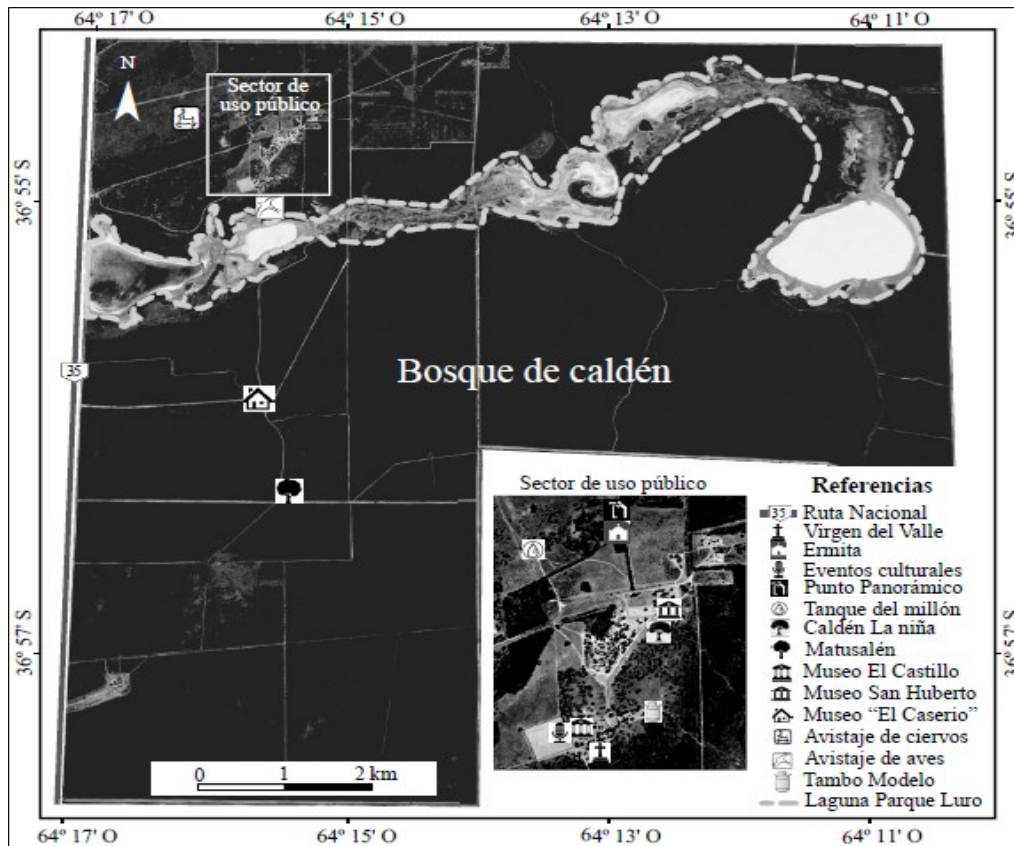 64º 17' O
64º 15' O
64º 13' O
64º 11' O
N
Sector de
uso público
36º 55' S
36º 55' S
35
Bosque de caldén
Sector de uso público
Referencias
35 Ruta Nacional
Virgen del Valle
Ermita
Eventos culturales
Punto Panorámico
Tanque del millón
Caldén La niña
Matusalén
Museo El Castillo
Museo San Huberto
Museo “El Caserio”
Avistaje de ciervos
Avistaje de aves
Tambo Modelo
Laguna Parque Luro
36º 57' S
36º 57' S
0 1 2 km
64º 17' O
64º 15' O
64º 13' O
64º 11' O